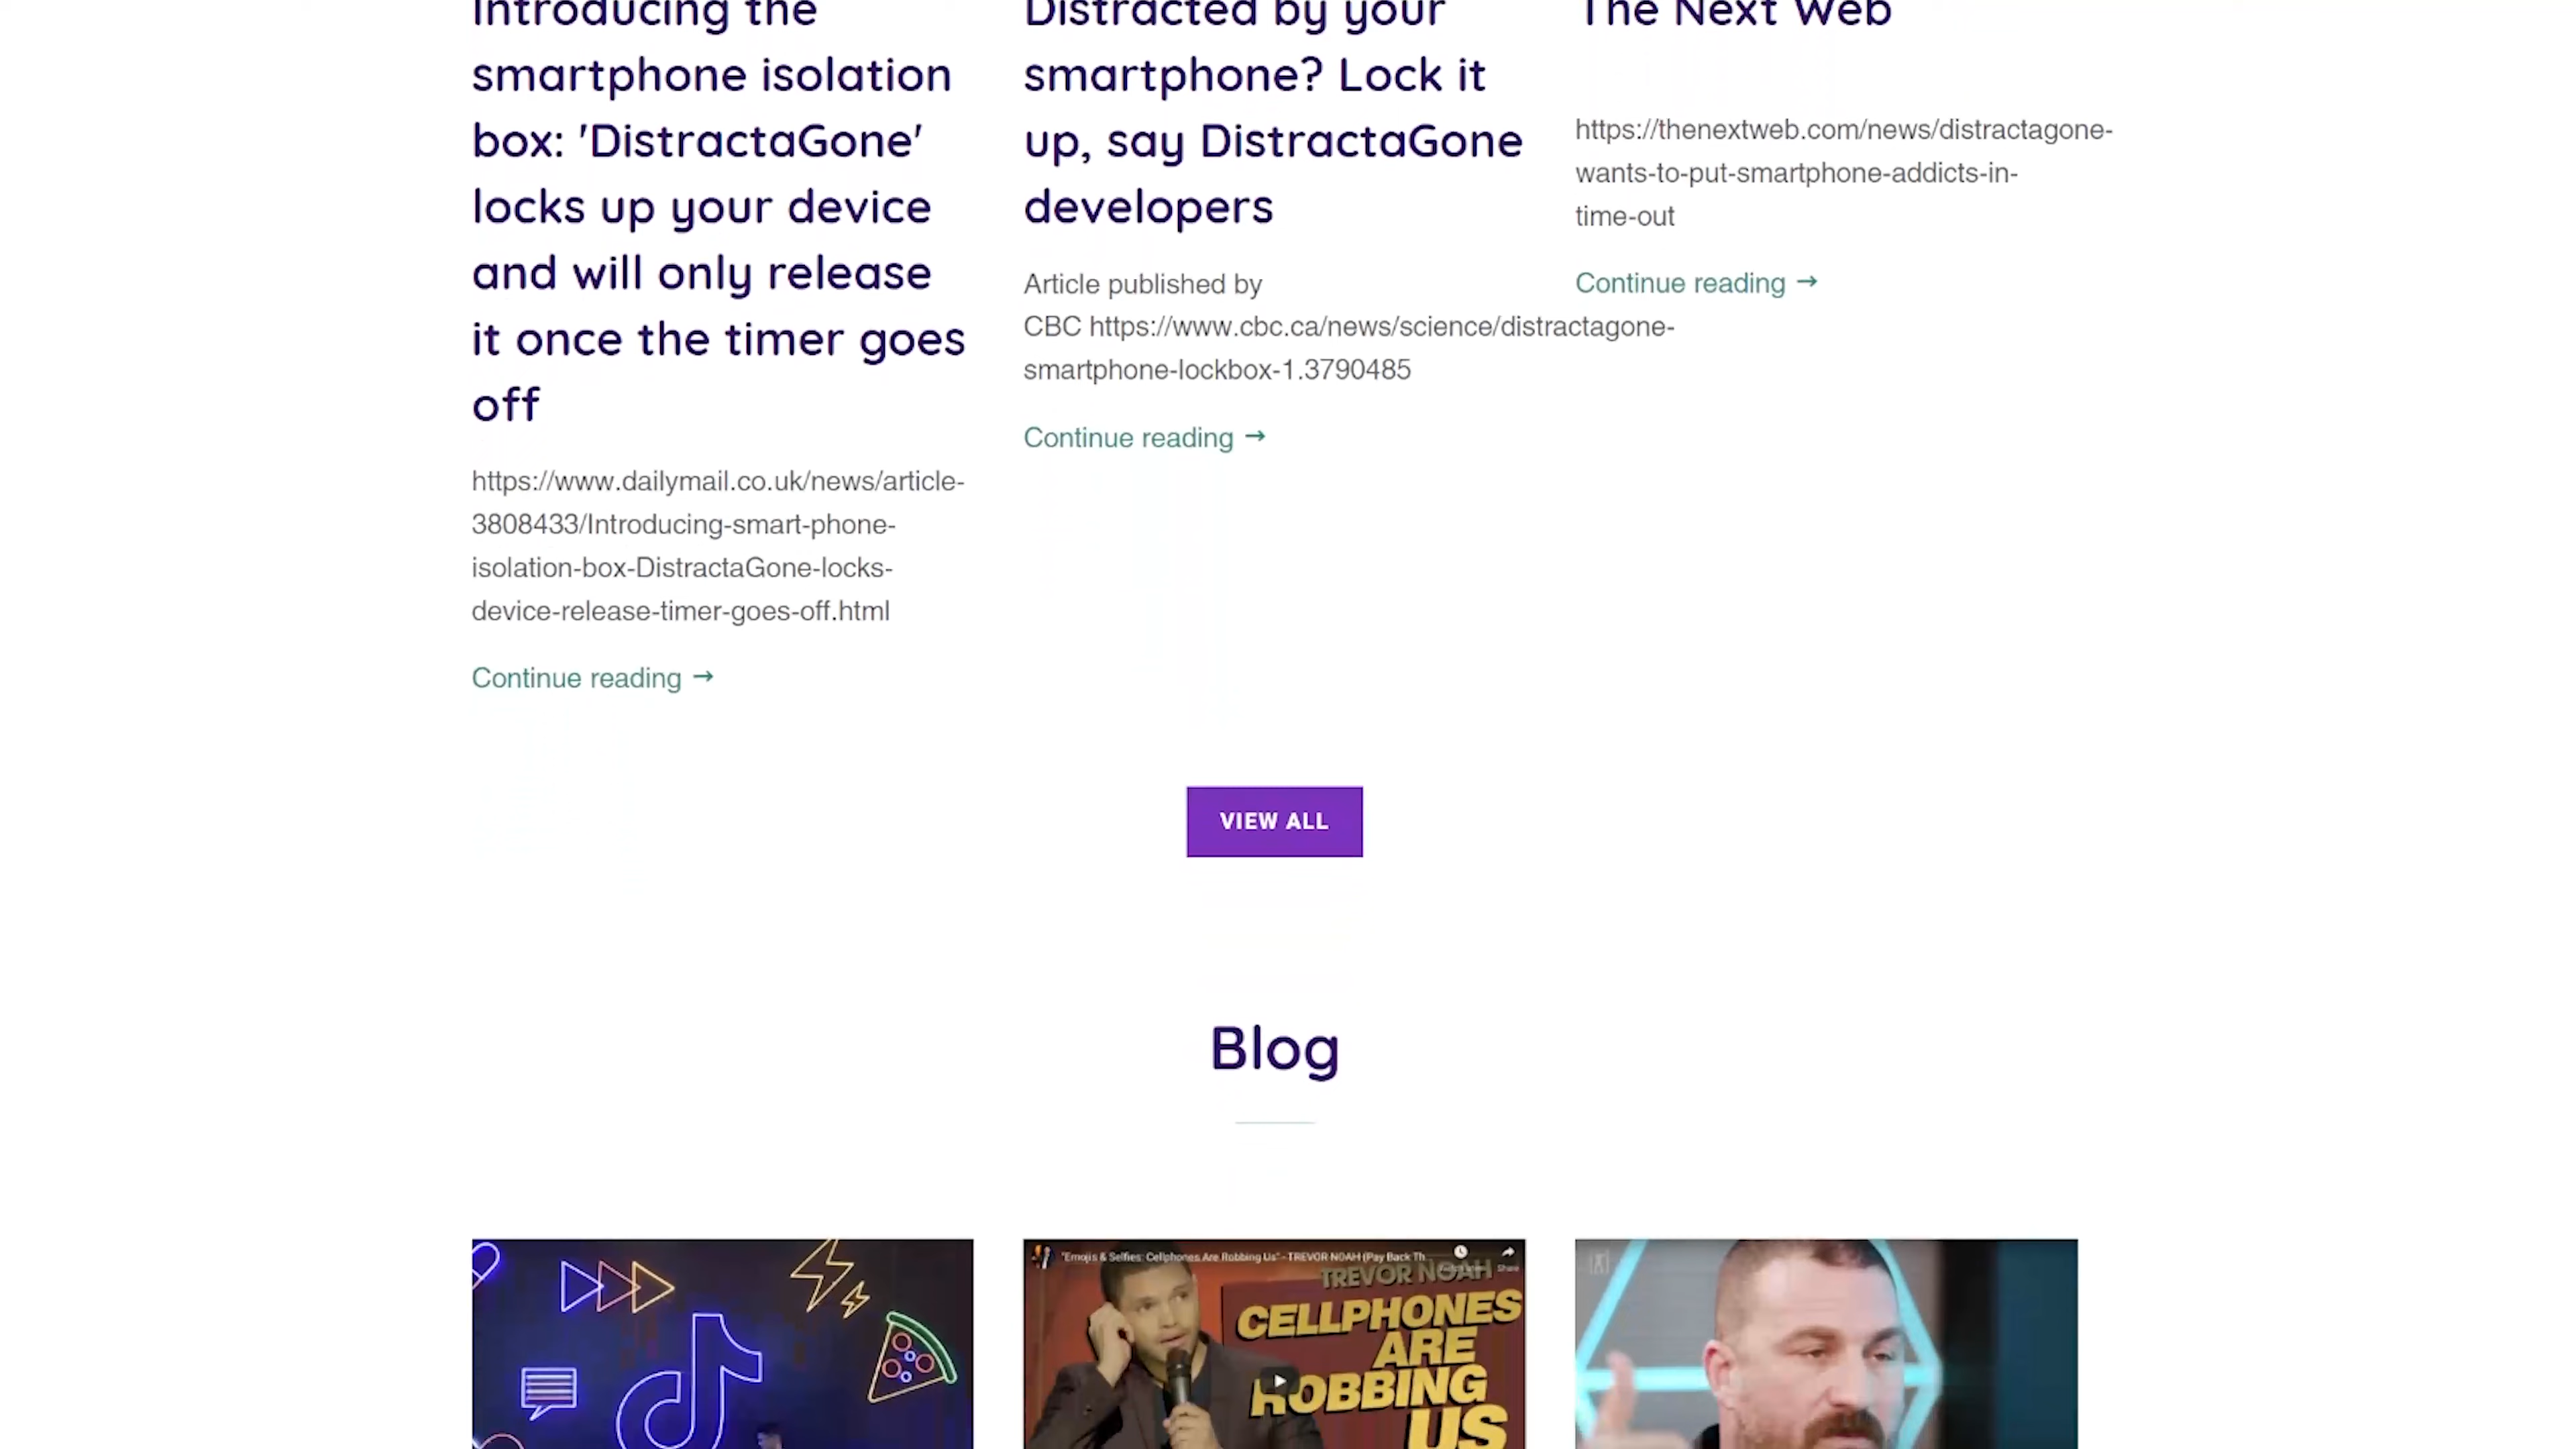 Introducing the
smartphone isolation
box: 'DistractaGone'
locks up your device
and will only release
it once the timer goes
off
https://www.dailymail.co.uk/news/article-
3808433/Introducing-smart-phone-
isolation-box-DistractaGone-locks-
device-release-timer-goes-off.html
Continue reading →
Distracted by your
smartphone? Lock it
up, say DistractaGone
developers
Article published by
CBC https://www.cbc.ca/news/science/distractagone-
smartphone-lockbox-1.3790485
Continue reading →
The Next Web
https://thenextweb.com/news/distractagone-
wants-to-put-smartphone-addicts-in-
time-out
Continue reading →
VIEW ALL
Blog
"Emojis & Selfies: Cellphones Are Robbing Us" - TREVOR NOAH (Pay Back Th...
Share
TREVOR NOAH
CELLPHONES
ARE
ROBBING
US